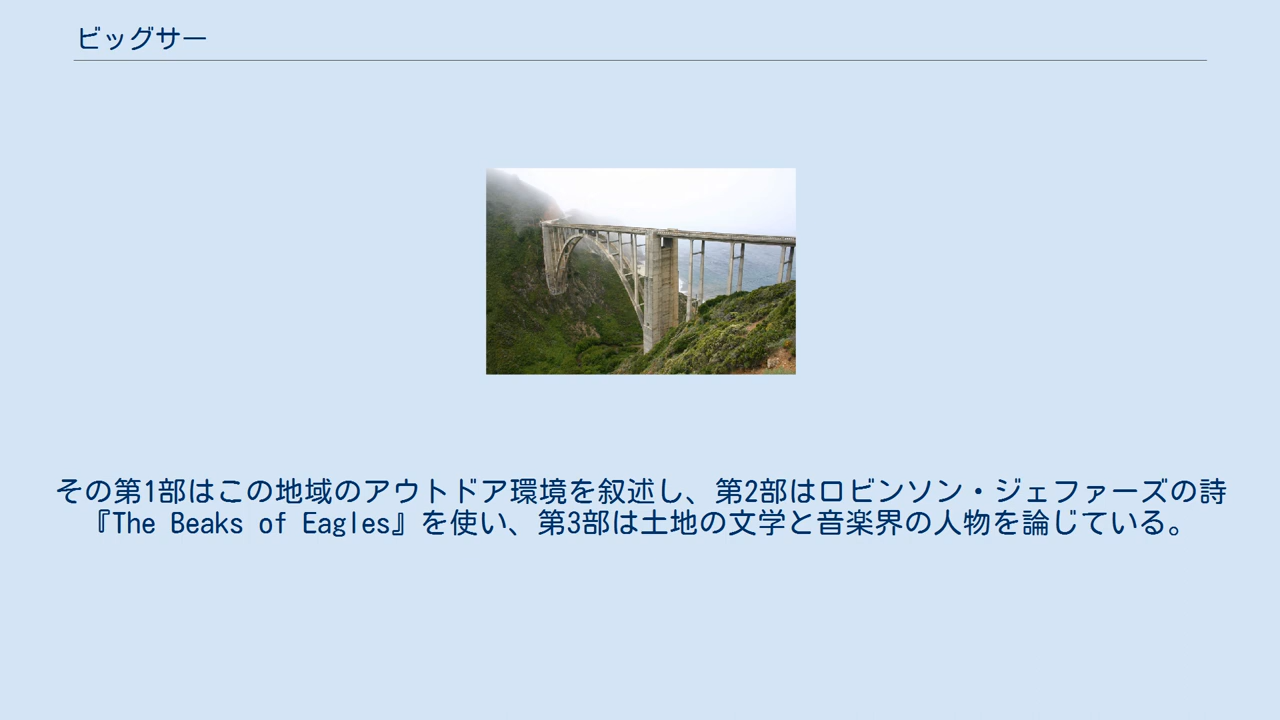 ビッグサー
その第1部はこの地域のアウトドア環境を叙述し、第2部はロビンソン・ジェファーズの詩
『The Beaks of Eagles』を使い、第3部は土地の文学と音楽界の人物を論じている。